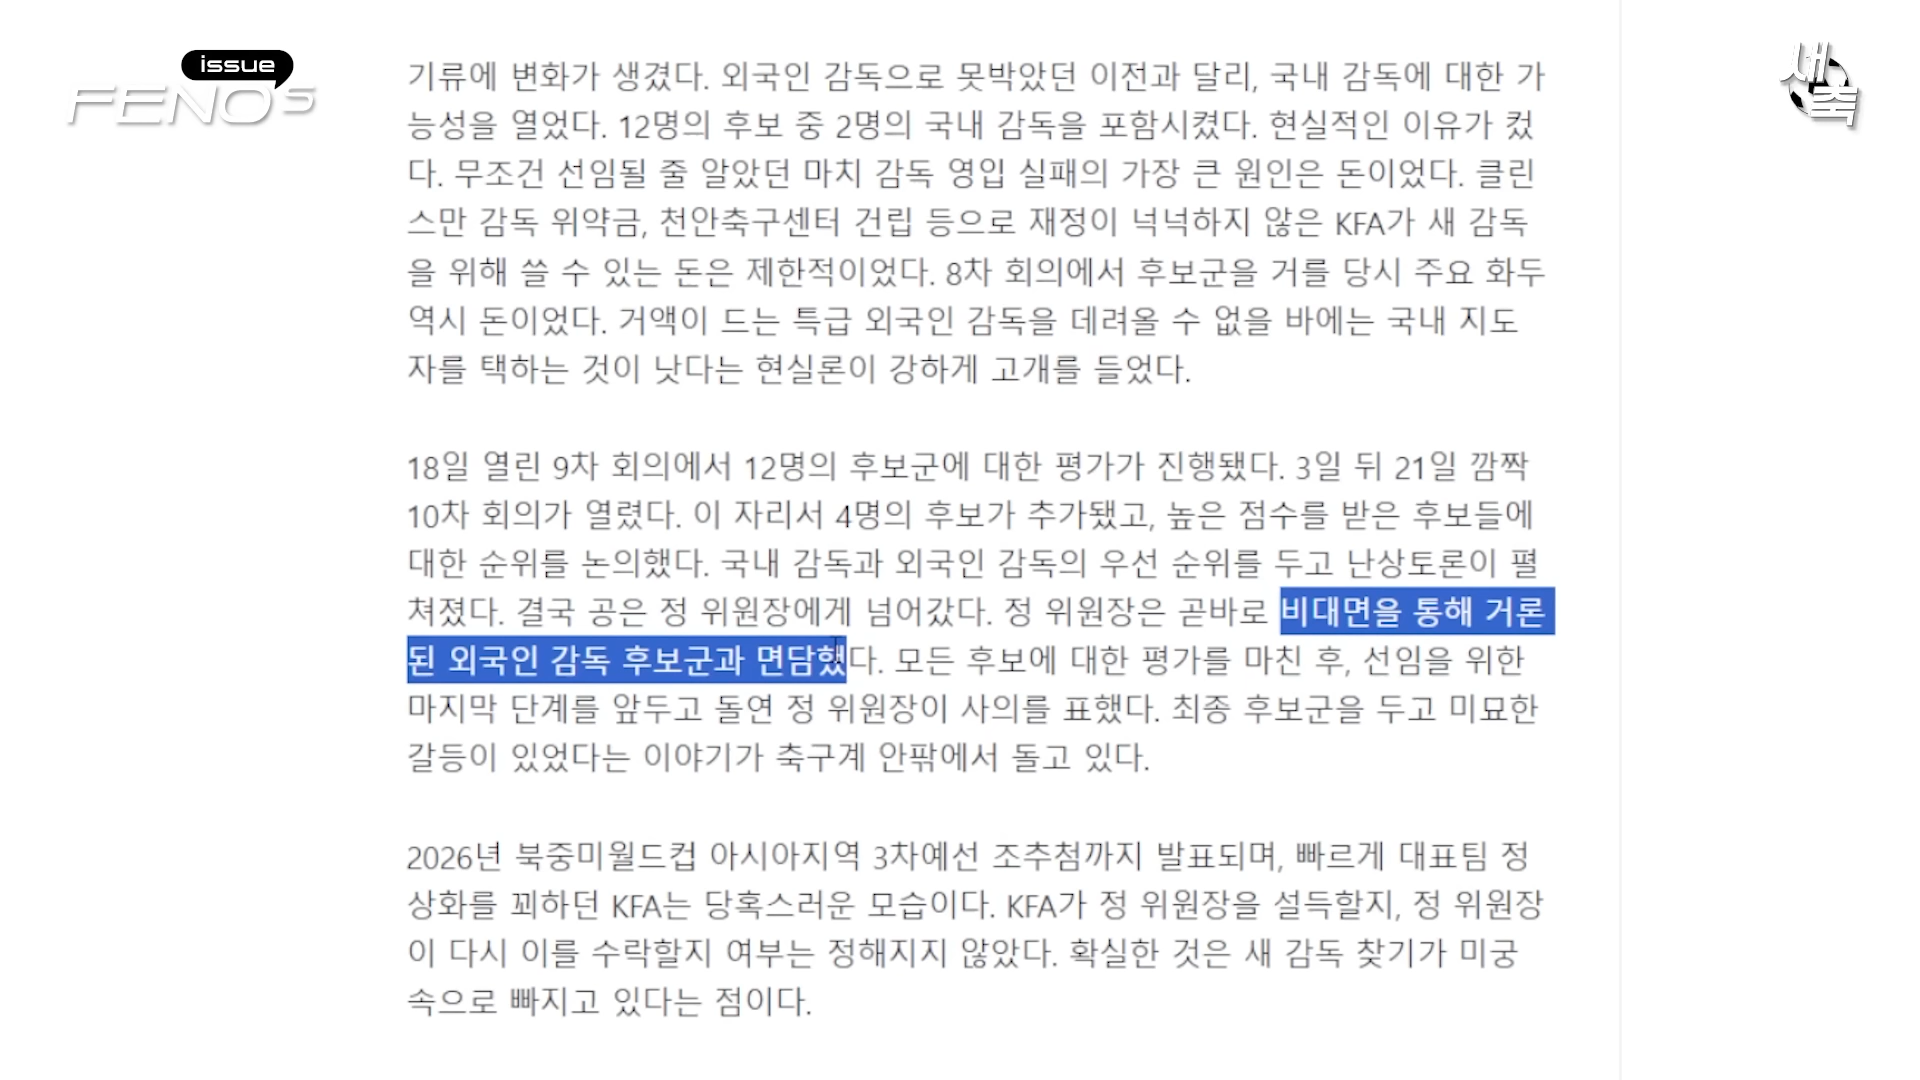 issue
FENOS
세축
기류에 변화가 생겼다. 외국인 감독으로 못박았던 이전과 달리, 국내 감독에 대한 가
능성을 열었다. 12명의 후보 중 2명의 국내 감독을 포함시켰다. 현실적인 이유가 컸
다. 무조건 선임될 줄 알았던 마치 감독 영입 실패의 가장 큰 원인은 돈이었다. 클린
스만 감독 위약금, 천안축구센터 건립 등으로 재정이 넉넉하지 않은 KFA가 새 감독
을 위해 쓸 수 있는 돈은 제한적이었다. 8차 회의에서 후보군을 거를 당시 주요 화두
역시 돈이었다. 거액이 드는 특급 외국인 감독을 데려올 수 없을 바에는 국내 지도
자를 택하는 것이 낫다는 현실론이 강하게 고개를 들었다.
18일 열린 9차 회의에서 12명의 후보군에 대한 평가가 진행됐다. 3일 뒤 21일 깜짝
10차 회의가 열렸다. 이 자리서 4명의 후보가 추가됐고, 높은 점수를 받은 후보들에
대한 순위를 논의했다. 국내 감독과 외국인 감독의 우선 순위를 두고 난상토론이 펼
쳐졌다. 결국 공은 정 위원장에게 넘어갔다. 정 위원장은 곧바로 비대면을 통해 거론
된 외국인 감독 후보군과 면담했다. 모든 후보에 대한 평가를 마친 후, 선임을 위한
마지막 단계를 앞두고 돌연 정 위원장이 사의를 표했다. 최종 후보군을 두고 미묘한
갈등이 있었다는 이야기가 축구계 안팎에서 돌고 있다.
2026년 북중미월드컵 아시아지역 3차예선 조추첨까지 발표되며, 빠르게 대표팀 정
상화를 꾀하던 KFA는 당혹스러운 모습이다. KFA가 정 위원장을 설득할지, 정 위원장
이 다시 이를 수락할지 여부는 정해지지 않았다. 확실한 것은 새 감독 찾기가 미궁
속으로 빠지고 있다는 점이다.